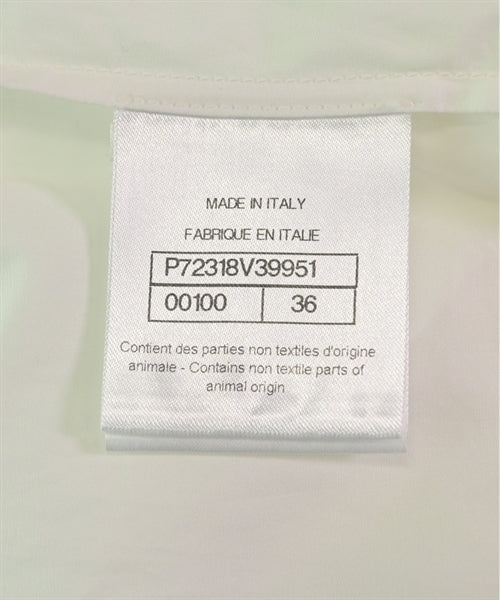 MADE IN ITALY
FABRIQUE EN ITALIE
P72318V39951
00100 36
Contient des parties non textiles d'origine
animale - Contains non textile parts of
animal origin